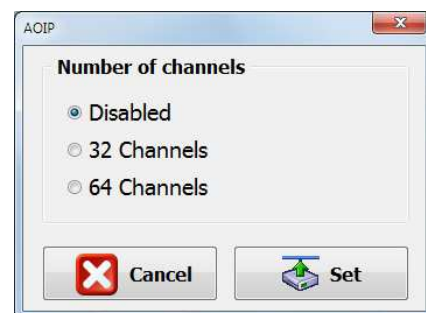 AOIP
Number of channels
Disabled
32 Channels
64 Channels
Cancel
Set